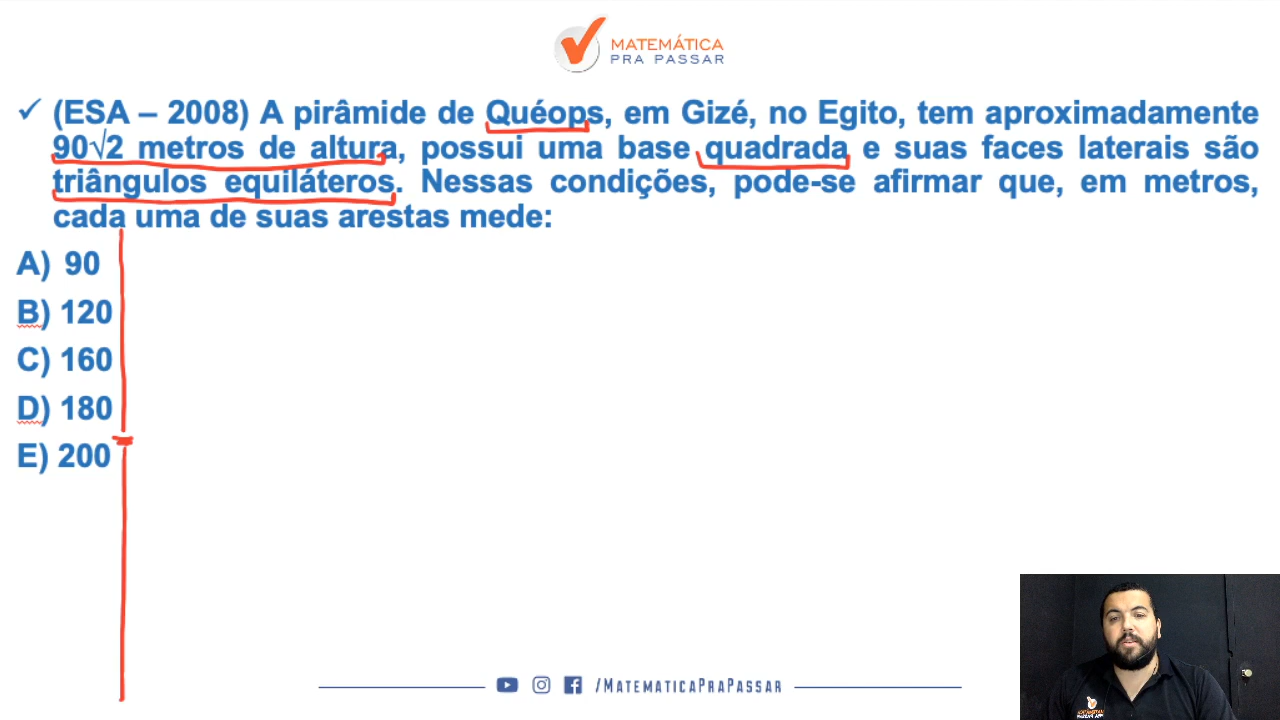 MATEMÁTICA
PRA PASSAR
(ESA – 2008) A pirâmide de Quéops, em Gizé, no Egito, tem aproximadamente
90√2 metros de altura, possui uma base quadrada e suas faces laterais são
triângulos equiláteros. Nessas condições, pode-se afirmar que, em metros,
cada uma de suas arestas mede:
A) 90
B) 120
C) 160
D) 180
E) 200
/MATEMATICAPRAPASSAR